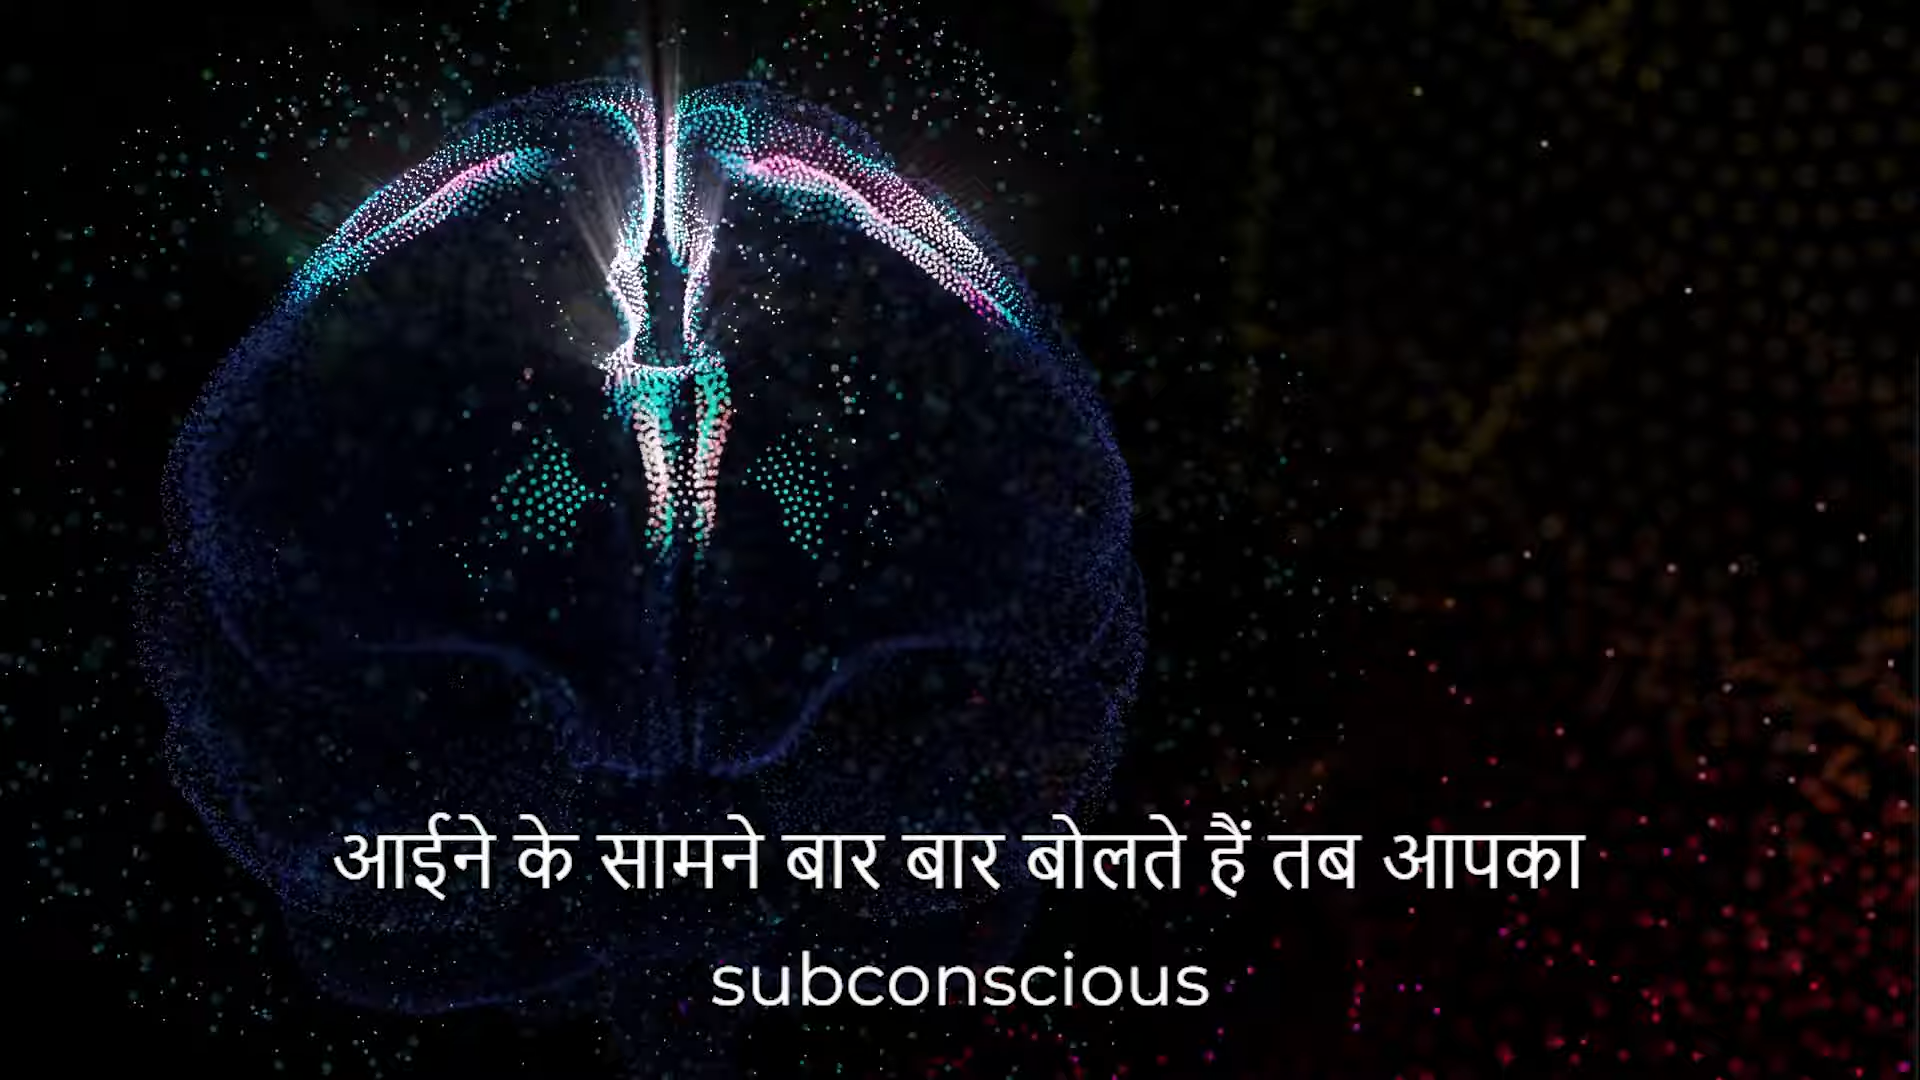 आईने के सामने बार बार बोलते हैं तब आपका
subconscious